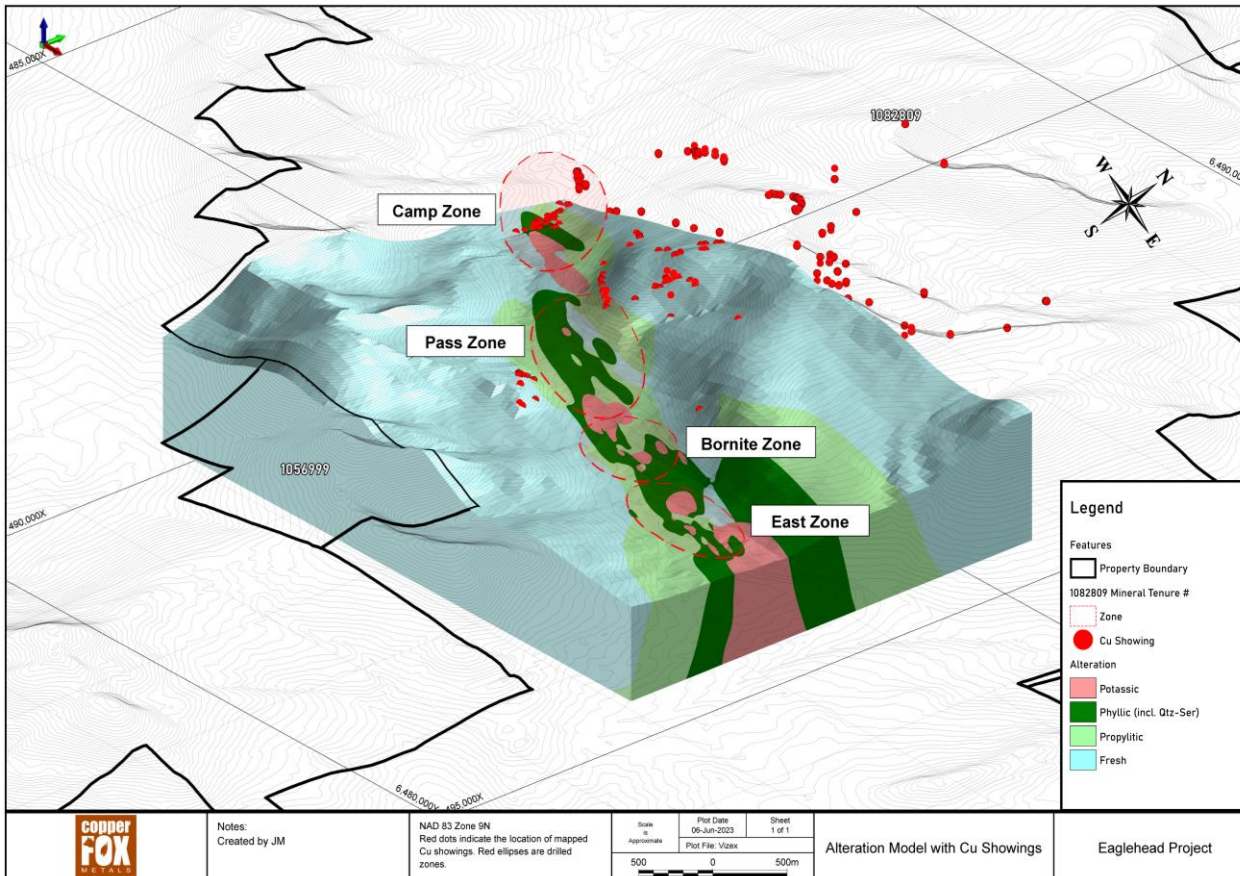 485,000X
1082809
6,490,00
W
N
S
E
Camp Zone
Pass Zone
Bornite Zone
East Zone
1056999
490,000X
6,480,000X
495,000X
Legend
Features
Property Boundary
1082809 Mineral Tenure #
Zone
Cu Showing
Alteration
Potassic
Phyllic (incl. Qtz-Ser)
Propylitic
Fresh
copper
FOX
METALS
Notes:
Created by JM
NAD 83 Zone 9N
Red dots indicate the location of mapped
Cu showings. Red ellipses are drilled
zones.
Scale
is
Approximate
Plot Date
06-Jun-2023
Sheet
1 of 1
Plot File: Vizex
500 0 500m
Alteration Model with Cu Showings
Eaglehead Project